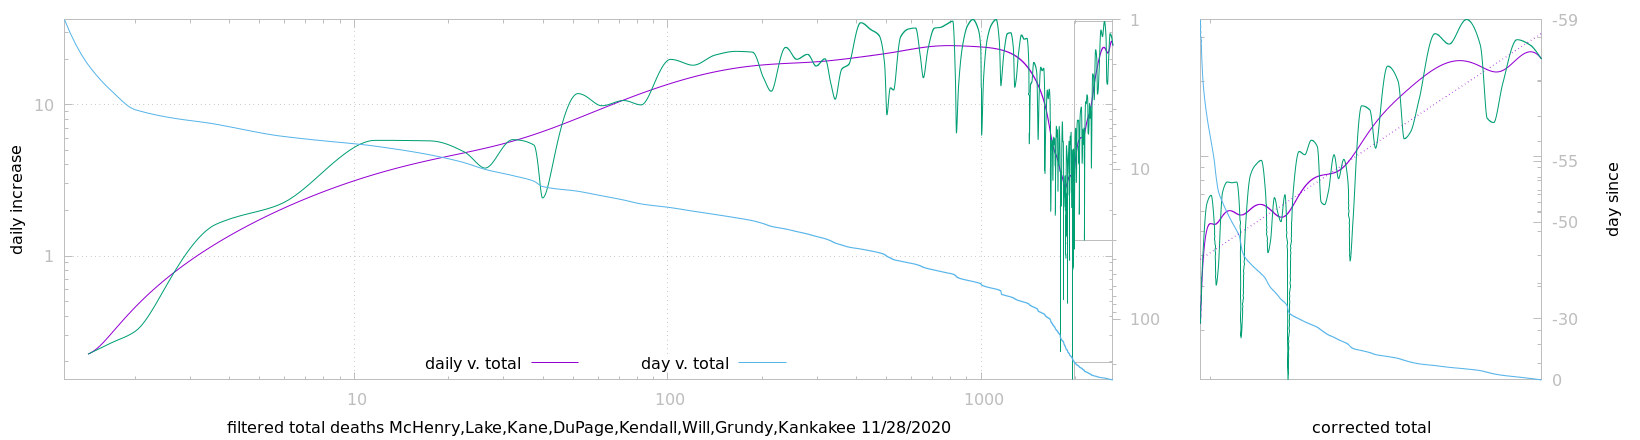 1
-59
10
daily increase
10
-55
day since
-50
1
100
-30
daily v. total
day v. total
0
10
100
1000
filtered total deaths McHenry,Lake,Kane,DuPage,Kendall,Will,Grundy,Kankakee 11/28/2020
corrected total